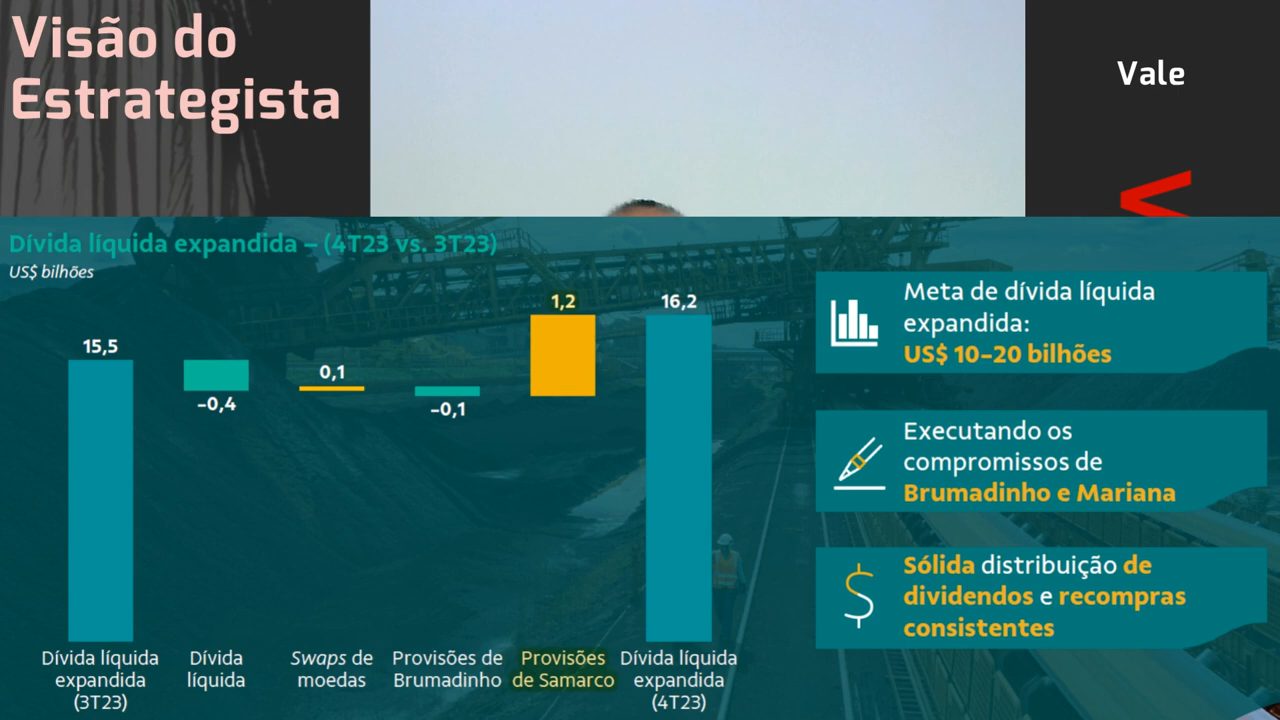 Visão do
Estrategista
Vale
Dívida líquida expandida – (4T23 vs. 3T23)
US$ bilhões
15,5
-0,4
0,1
-0,1
1,2
16,2
Dívida líquida
expandida
(3T23)
Dívida
líquida
Swaps de
moedas
Provisões de
Brumadinho
Provisões
de Samarco
Dívida líquida
expandida
(4T23)
Meta de dívida líquida
expandida:
US$ 10–20 bilhões
Executando os
compromissos de
Brumadinho e Mariana
Sólida distribuição de
dividendos e recompras
consistentes